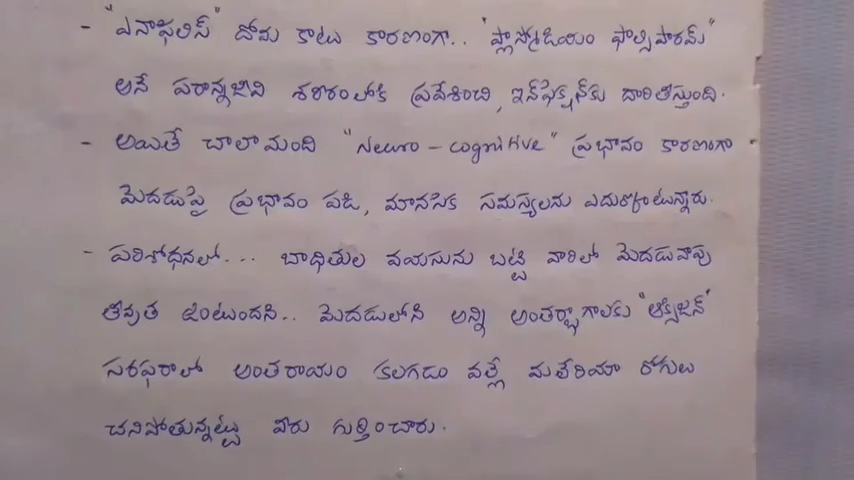 - "ఎనాఫిలిస్" దోమ కాటు కారణంగా.. "ప్లాస్మోడియం ఫాల్సిపారమ్"
అనే పరాన్నజీవి శరీరంలోకి ప్రవేశించి, ఇన్‌ఫెక్షన్‌కు దారితీస్తుంది.
- అయితే చాలామంది "Neuro - cognitive" ప్రభావం కారణంగా
మెదడుపై ప్రభావం పడి, మానసిక సమస్యలను ఎదుర్కొంటున్నారు.
- పరిశోధనలో... బాధితుల వయసును బట్టి వారిలో మెదడువాపు
తీవ్రత ఉంటుందని.. మెదడులోని అన్ని అంతర్భాగాలకు "ఆక్సిజన్"
సరఫరాలో అంతరాయం కలగడం వల్లే మలేరియా రోగులు
చనిపోతున్నట్టు వీరు గుర్తించారు.